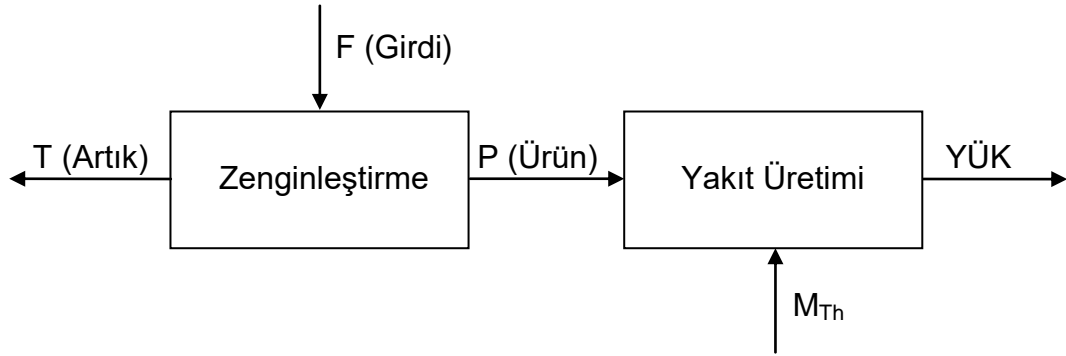 F (Girdi)
T (Artık)
Zenginleştirme
P (Ürün)
Yakıt Üretimi
YÜK
M_Th